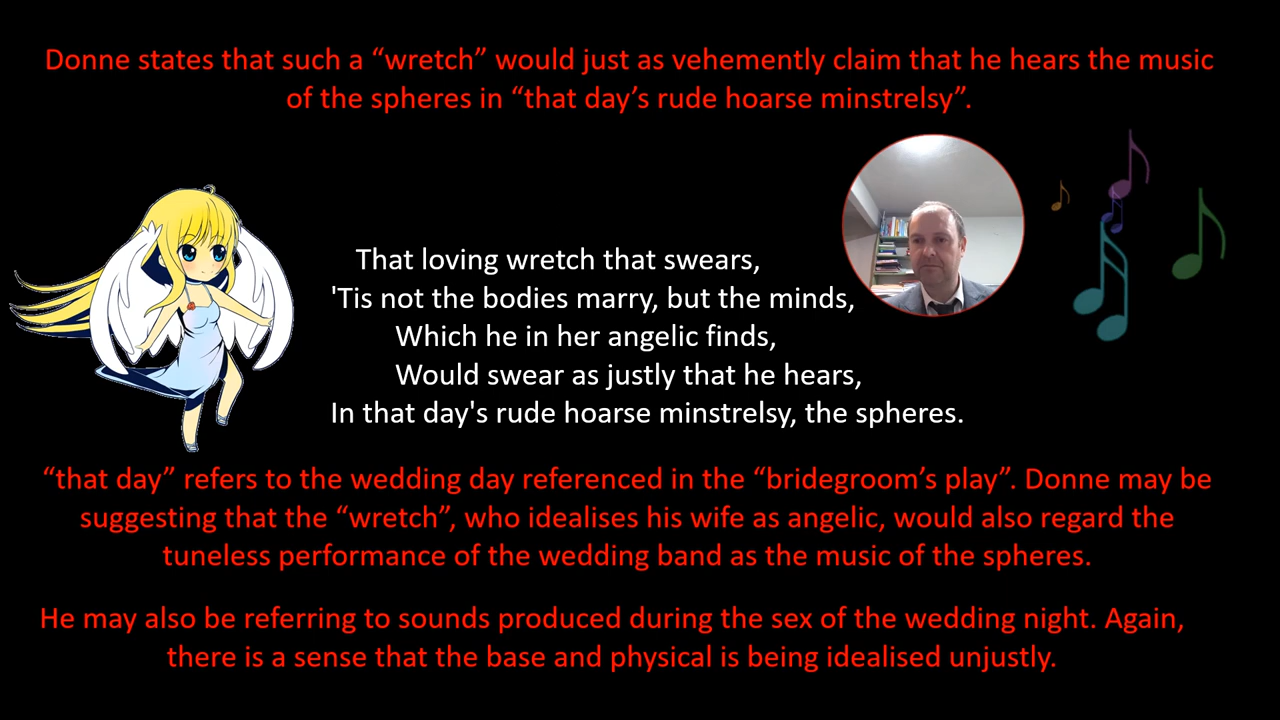 Donne states that such a “wretch” would just as vehemently claim that he hears the music
of the spheres in “that day’s rude hoarse minstrelsy”.
That loving wretch that swears,
'Tis not the bodies marry, but the minds,
Which he in her angelic finds,
Would swear as justly that he hears,
In that day's rude hoarse minstrelsy, the spheres.
“that day” refers to the wedding day referenced in the “bridegroom’s play”. Donne may be
suggesting that the “wretch”, who idealises his wife as angelic, would also regard the
tuneless performance of the wedding band as the music of the spheres.
He may also be referring to sounds produced during the sex of the wedding night. Again,
there is a sense that the base and physical is being idealised unjustly.